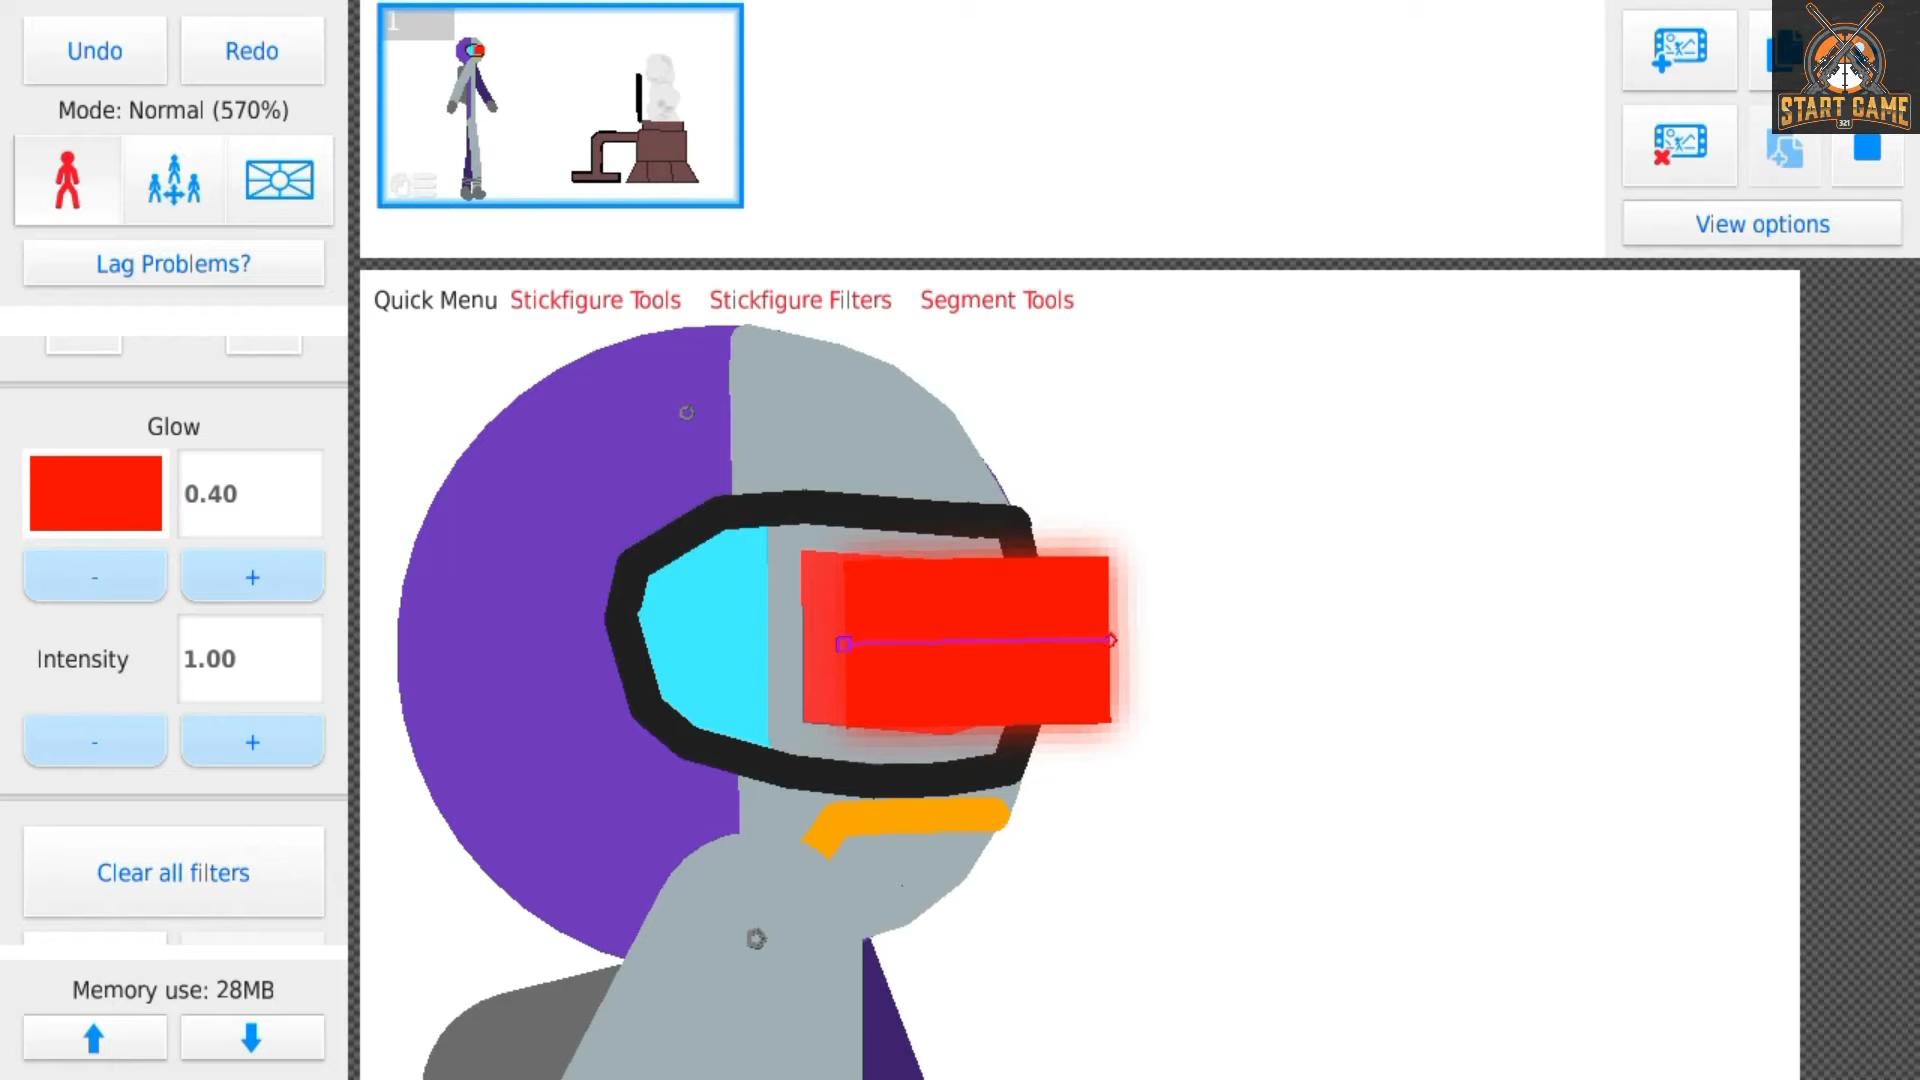 Undo
Redo
Mode: Normal (570%)
Lag Problems?
Glow
0.40
-
+
Intensity
1.00
-
+
Clear all filters
Memory use: 28MB
1
View options
START GAME
321
Quick Menu
Stickfigure Tools
Stickfigure Filters
Segment Tools